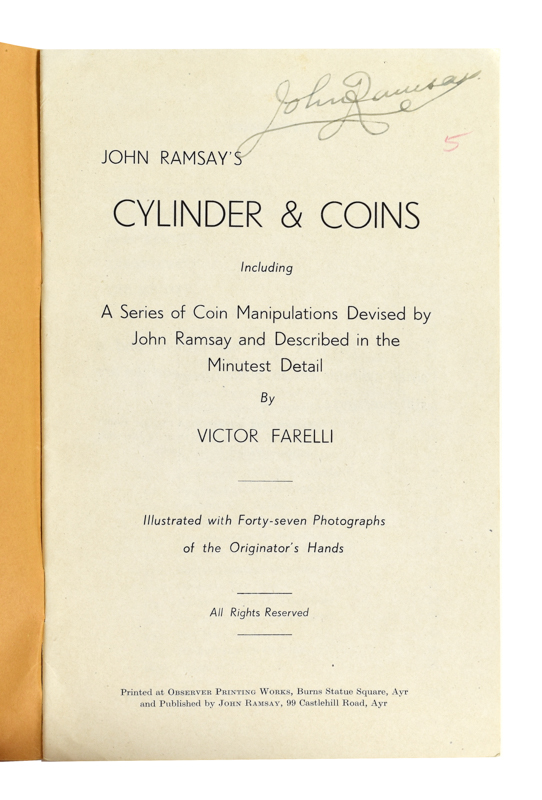 John Ramsay.
5
JOHN RAMSAY'S
CYLINDER & COINS
Including
A Series of Coin Manipulations Devised by
John Ramsay and Described in the
Minutest Detail
By
VICTOR FARELLI
Illustrated with Forty-seven Photographs
of the Originator's Hands
All Rights Reserved
Printed at OBSERVER PRINTING WORKS, Burns Statue Square, Ayr
and Published by JOHN RAMSAY, 99 Castlehill Road, Ayr